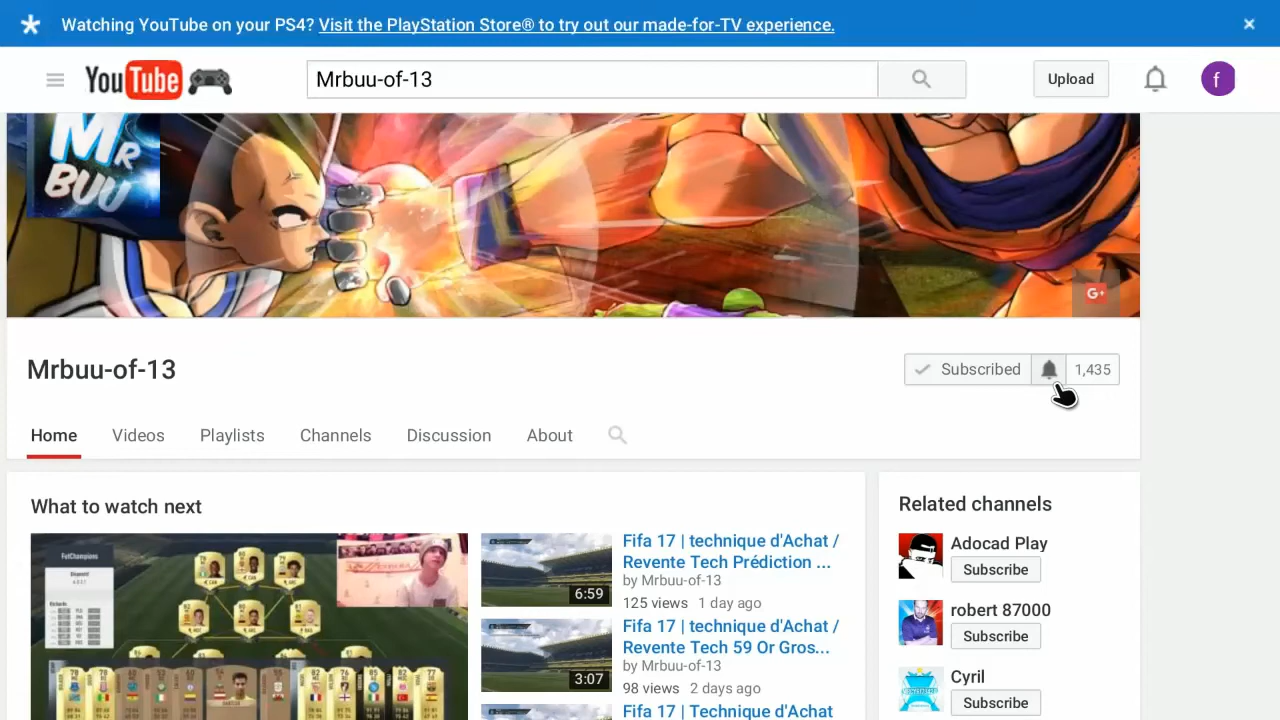 Watching YouTube on your PS4? Visit the PlayStation Store® to try out our made-for-TV experience.
YouTube
Mrbuu-of-13
Upload
f
MR
BUU
G+
Mrbuu-of-13
Subscribed
1,435
Home
Videos
Playlists
Channels
Discussion
About
What to watch next
Related channels
FutChampions
Fifa 17 | technique d'Achat /
Revente Tech Prédiction ...
by Mrbuu-of-13
125 views 1 day ago
6:59
Fifa 17 | technique d'Achat /
Revente Tech 59 Or Gros...
by Mrbuu-of-13
98 views 2 days ago
3:07
Fifa 17 | Technique d'Achat
Adocad Play
Subscribe
robert 87000
Subscribe
Cyril
Subscribe